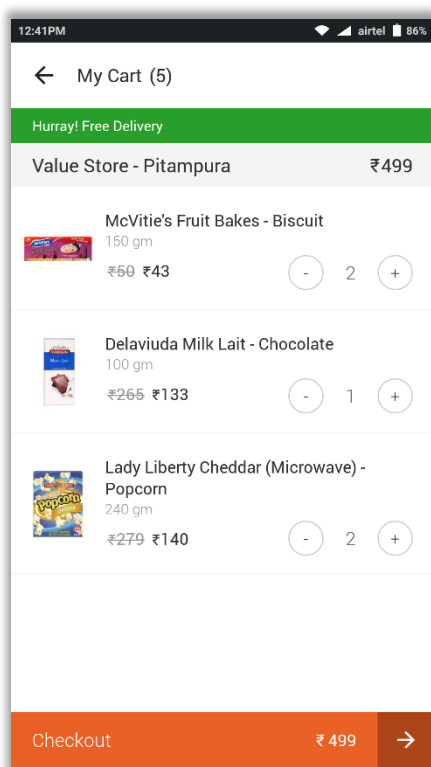 12:41PM airtel 86%
My Cart (5)
Hurray! Free Delivery
Value Store - Pitampura ₹499
McVitie's Fruit Bakes - Biscuit
150 gm
₹50 ₹43 - 2 +
Delaviuda Milk Lait - Chocolate
100 gm
₹265 ₹133 - 1 +
Lady Liberty Cheddar (Microwave) -
Popcorn
240 gm
₹279 ₹140 - 2 +
Popcorn
Checkout ₹ 499